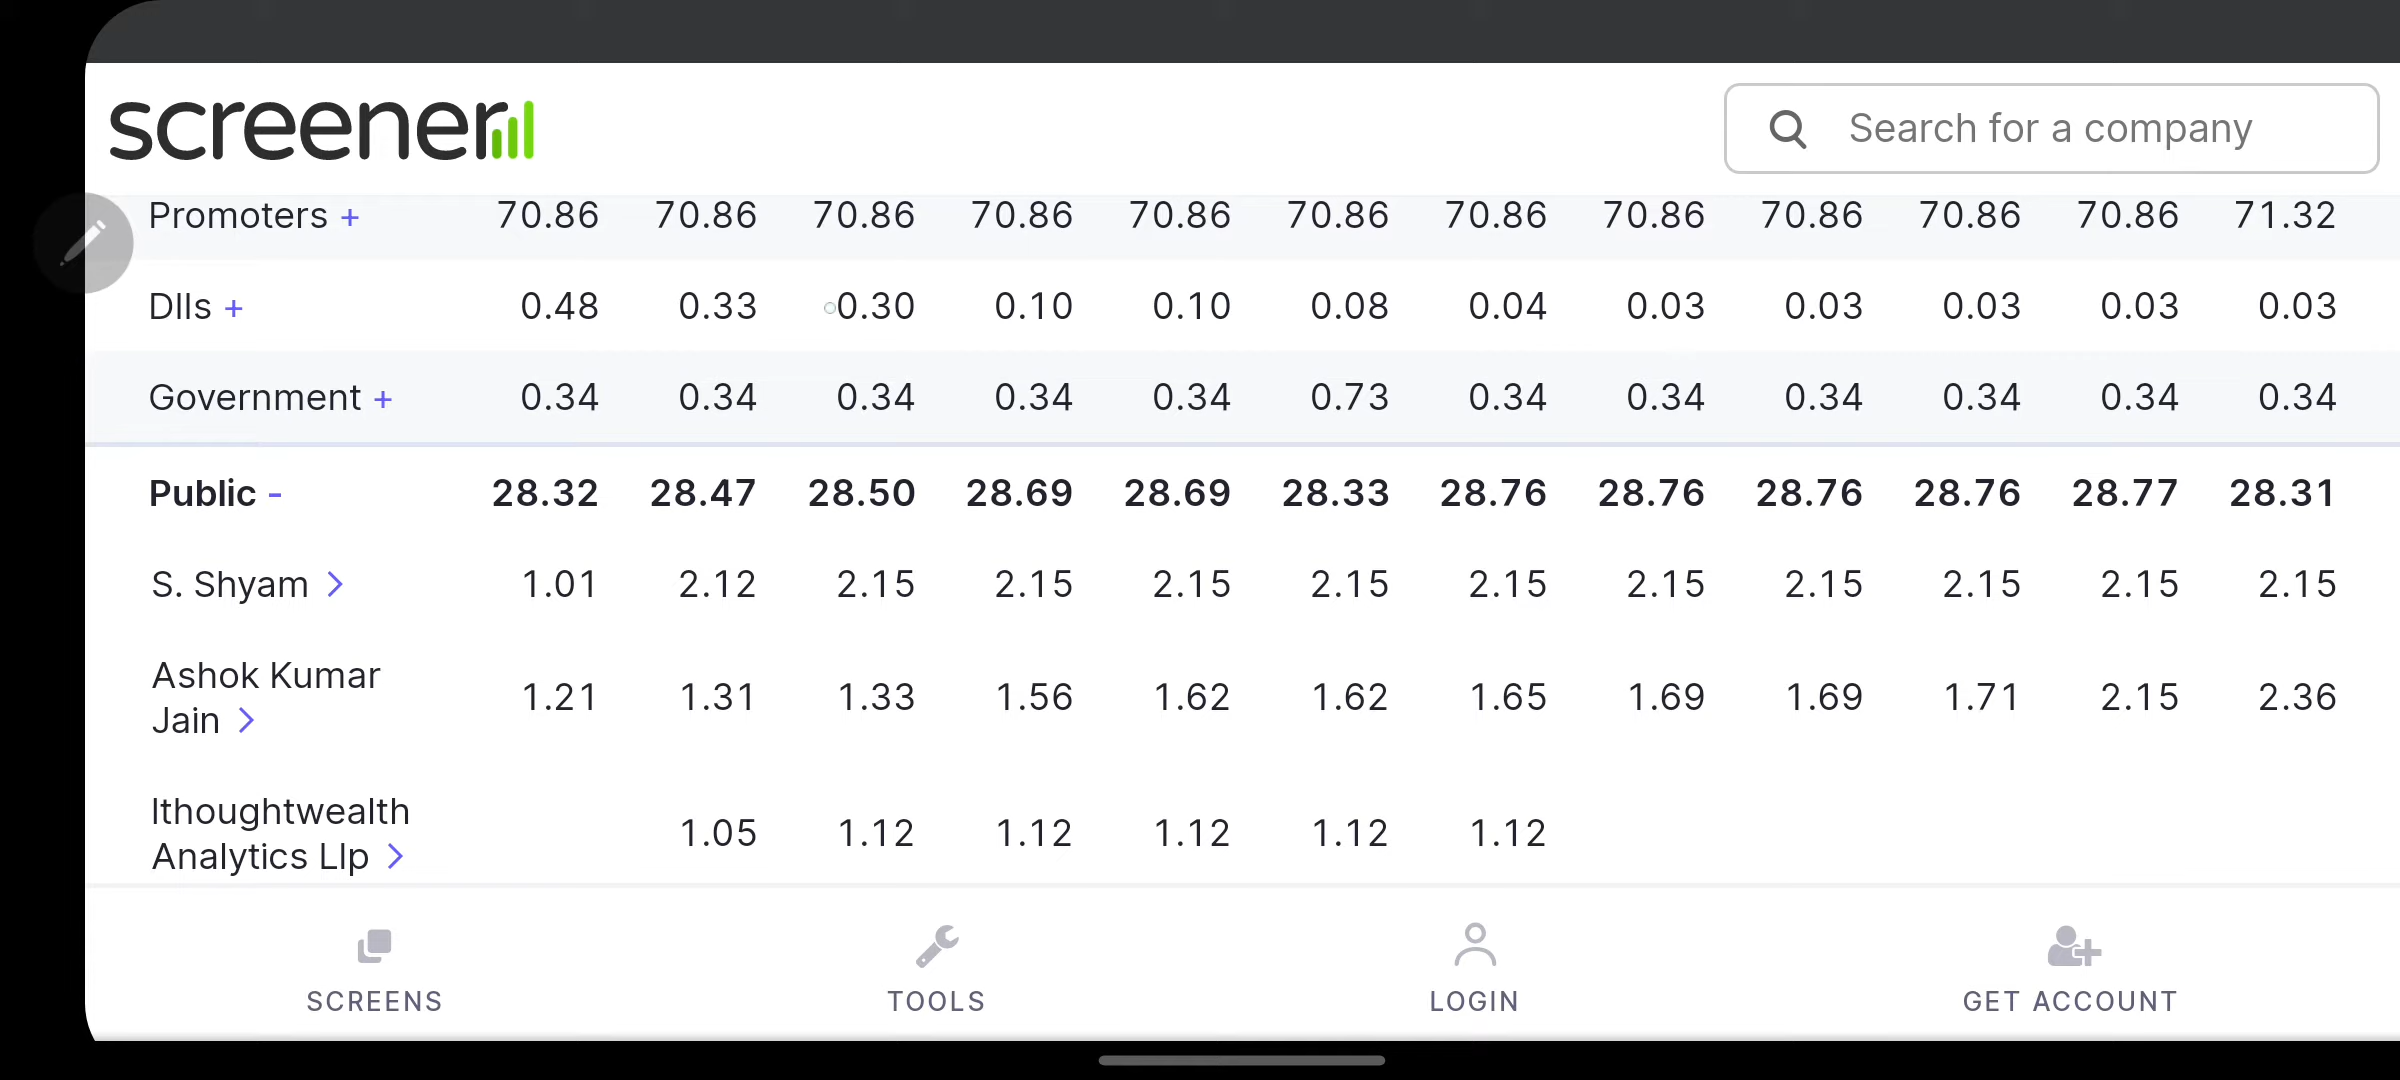 screener
Search for a company
Promoters + 70.86 70.86 70.86 70.86 70.86 70.86 70.86 70.86 70.86 70.86 70.86 71.32
DIIs + 0.48 0.33 0.30 0.10 0.10 0.08 0.04 0.03 0.03 0.03 0.03 0.03
Government + 0.34 0.34 0.34 0.34 0.34 0.73 0.34 0.34 0.34 0.34 0.34 0.34
Public - 28.32 28.47 28.50 28.69 28.69 28.33 28.76 28.76 28.76 28.76 28.77 28.31
S. Shyam > 1.01 2.12 2.15 2.15 2.15 2.15 2.15 2.15 2.15 2.15 2.15 2.15
Ashok Kumar
Jain > 1.21 1.31 1.33 1.56 1.62 1.62 1.65 1.69 1.69 1.71 2.15 2.36
Ithoughtwealth
Analytics Llp > 1.05 1.12 1.12 1.12 1.12 1.12
SCREENS TOOLS LOGIN GET ACCOUNT